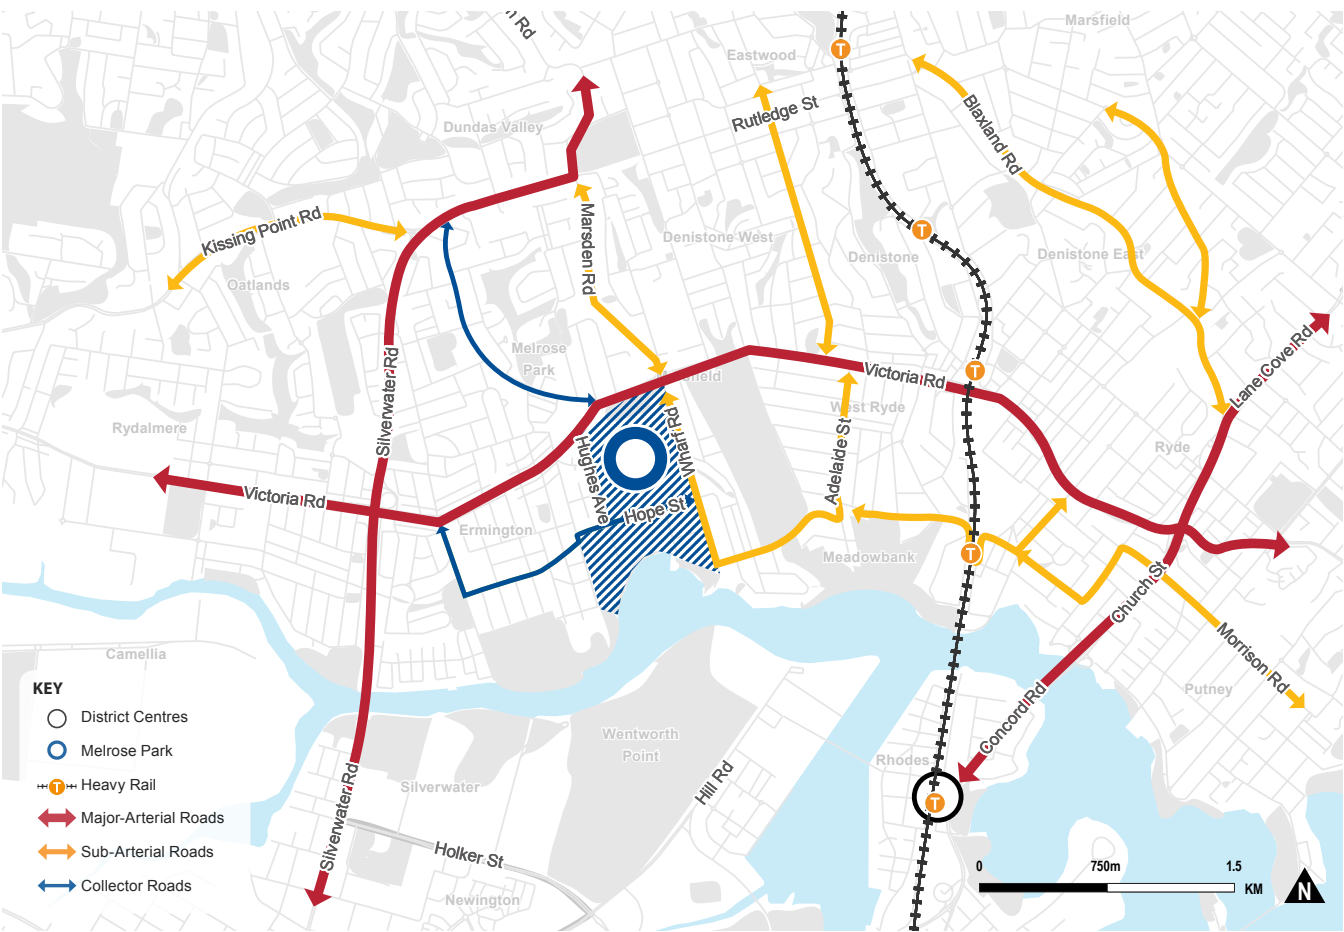 Rd
Marsfield
Eastwood
Rutledge St
Blaxland Rd
Dundas Valley
Kissing Point Rd
Marsden Rd
Denistone West
Denistone
Denistone East
Oatlands
Lane Cove Rd
Melrose
Park
Silverwater Rd
Victoria Rd
West Ryde
Rydalmere
Wharf Rd
Hughes Ave
Adelaide St
Ryde
Victoria Rd
Hope St
Ermington
Meadowbank
Church St
Morrison Rd
Camellia
Putney
Concord Rd
Wentworth
Point
Rhodes
Hill Rd
Silverwater
Silverwater Rd
Holker St
Newington
KEY
District Centres
Melrose Park
T Heavy Rail
Major-Arterial Roads
Sub-Arterial Roads
Collector Roads
T
T
T
T
T
0 750m 1.5
KM
N